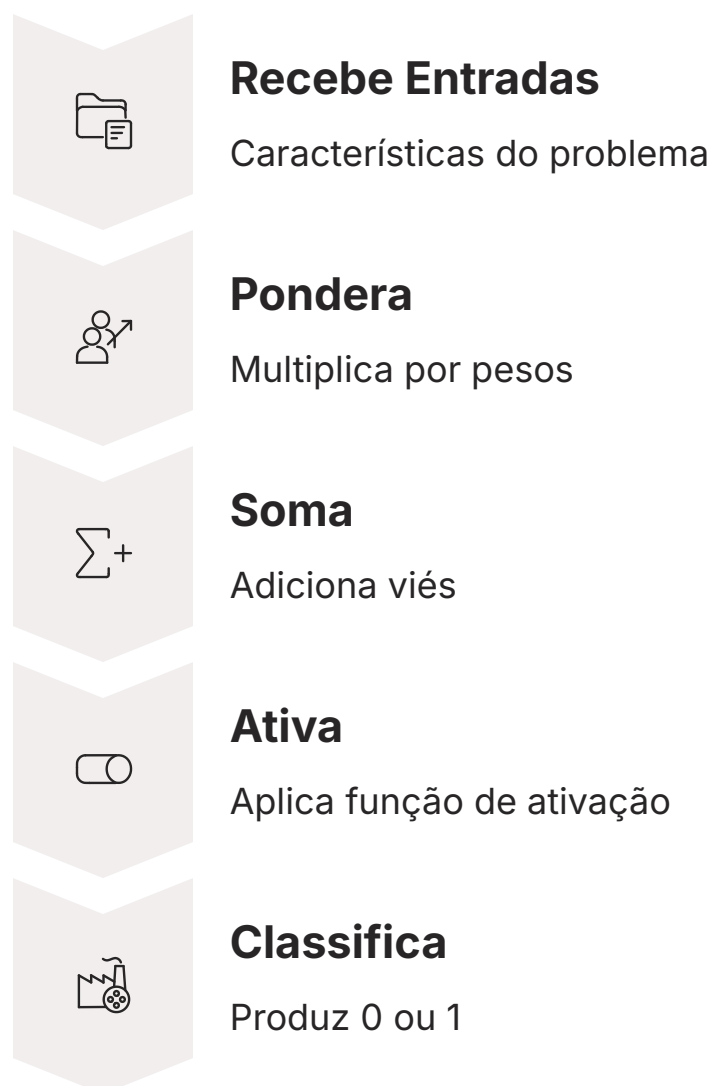 Recebe Entradas
Características do problema
Pondera
Multiplica por pesos
Soma
Adiciona viés
Ativa
Aplica função de ativação
Classifica
Produz 0 ou 1